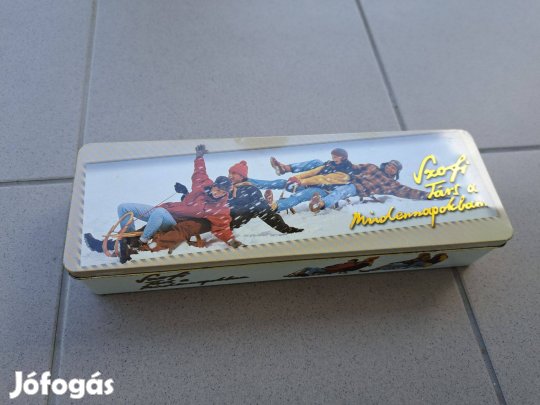 Szofi
Társ a
Mindennapokban
Jófogás